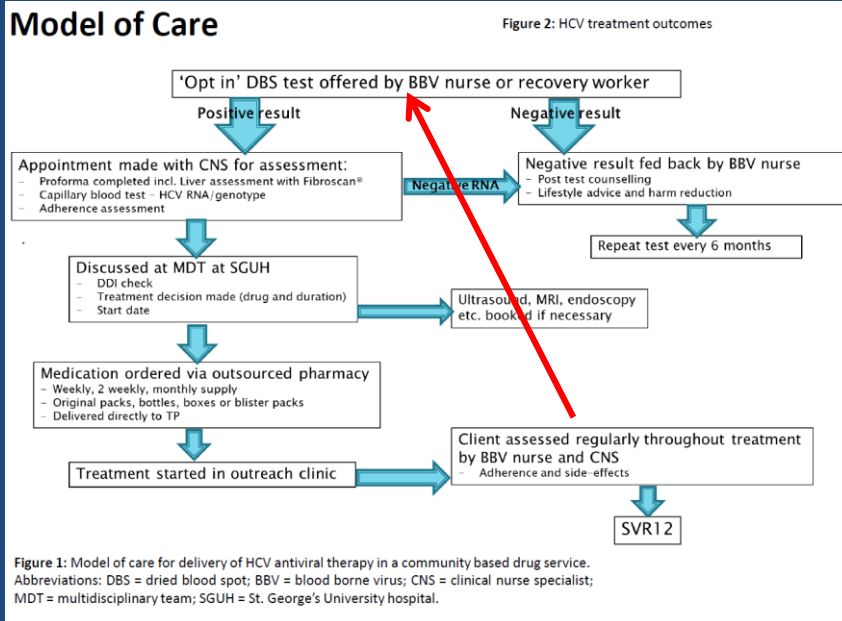 Model of Care
Figure 2: HCV treatment outcomes
'Opt in' DBS test offered by BBV nurse or recovery worker
Positive result
Negative result
Appointment made with CNS for assessment:
- Proforma completed incl. Liver assessment with Fibroscan®
- Capillary blood test - HCV RNA/genotype
- Adherence assessment
Negative RNA
Negative result fed back by BBV nurse
- Post test counselling
- Lifestyle advice and harm reduction
Repeat test every 6 months
Discussed at MDT at SGUH
- DDI check
- Treatment decision made (drug and duration)
- Start date
Ultrasound, MRI, endoscopy
etc. booked if necessary
Medication ordered via outsourced pharmacy
- Weekly, 2 weekly, monthly supply
- Original packs, bottles, boxes or blister packs
- Delivered directly to TP
Treatment started in outreach clinic
Client assessed regularly throughout treatment
by BBV nurse and CNS
- Adherence and side-effects
SVR12
Figure 1: Model of care for delivery of HCV antiviral therapy in a community based drug service.
Abbreviations: DBS = dried blood spot; BBV = blood borne virus; CNS = clinical nurse specialist;
MDT = multidisciplinary team; SGUH = St. George's University hospital.